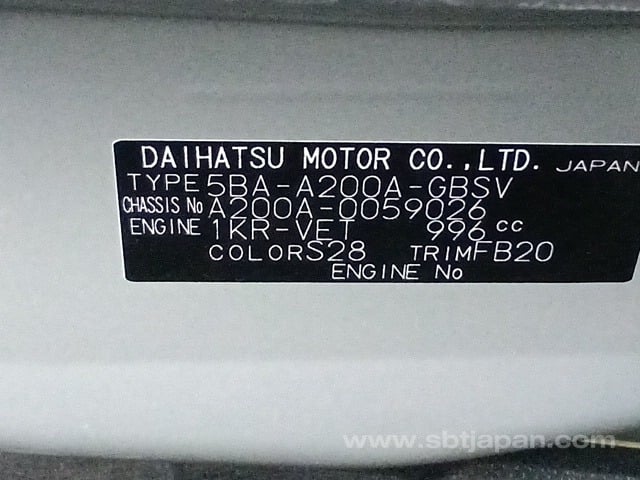 DAIHATSU MOTOR CO.,LTD. JAPAN
TYPE 5BA-A200A-GBSV
CHASSIS No A200A-0059026
ENGINE 1KR-VET 996 cc
COLOR S28 TRIM FB20
ENGINE No
www.sbtjapan.com